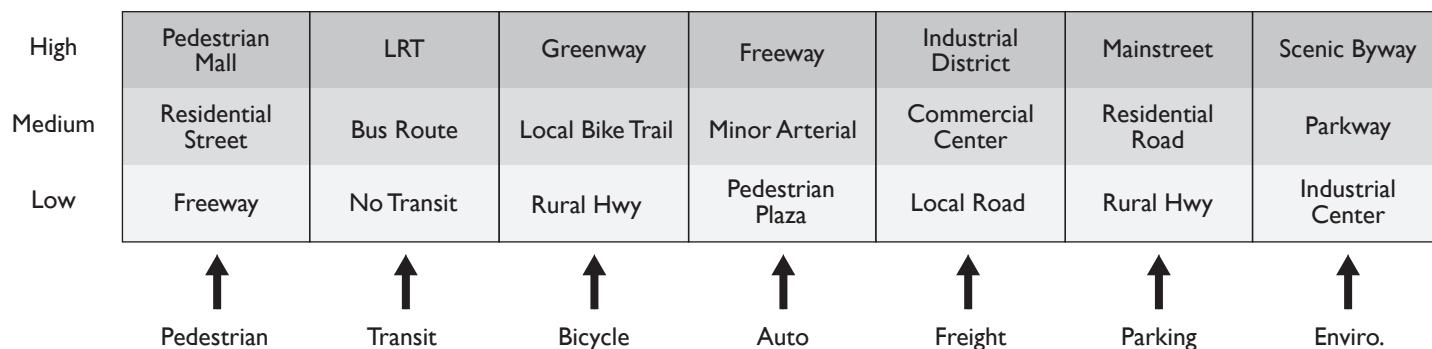 High
Pedestrian
Mall
LRT
Greenway
Freeway
Industrial
District
Mainstreet
Scenic Byway
Medium
Residential
Street
Bus Route
Local Bike Trail
Minor Arterial
Commercial
Center
Residential
Road
Parkway
Low
Freeway
No Transit
Rural Hwy
Pedestrian
Plaza
Local Road
Rural Hwy
Industrial
Center
Pedestrian
Transit
Bicycle
Auto
Freight
Parking
Enviro.